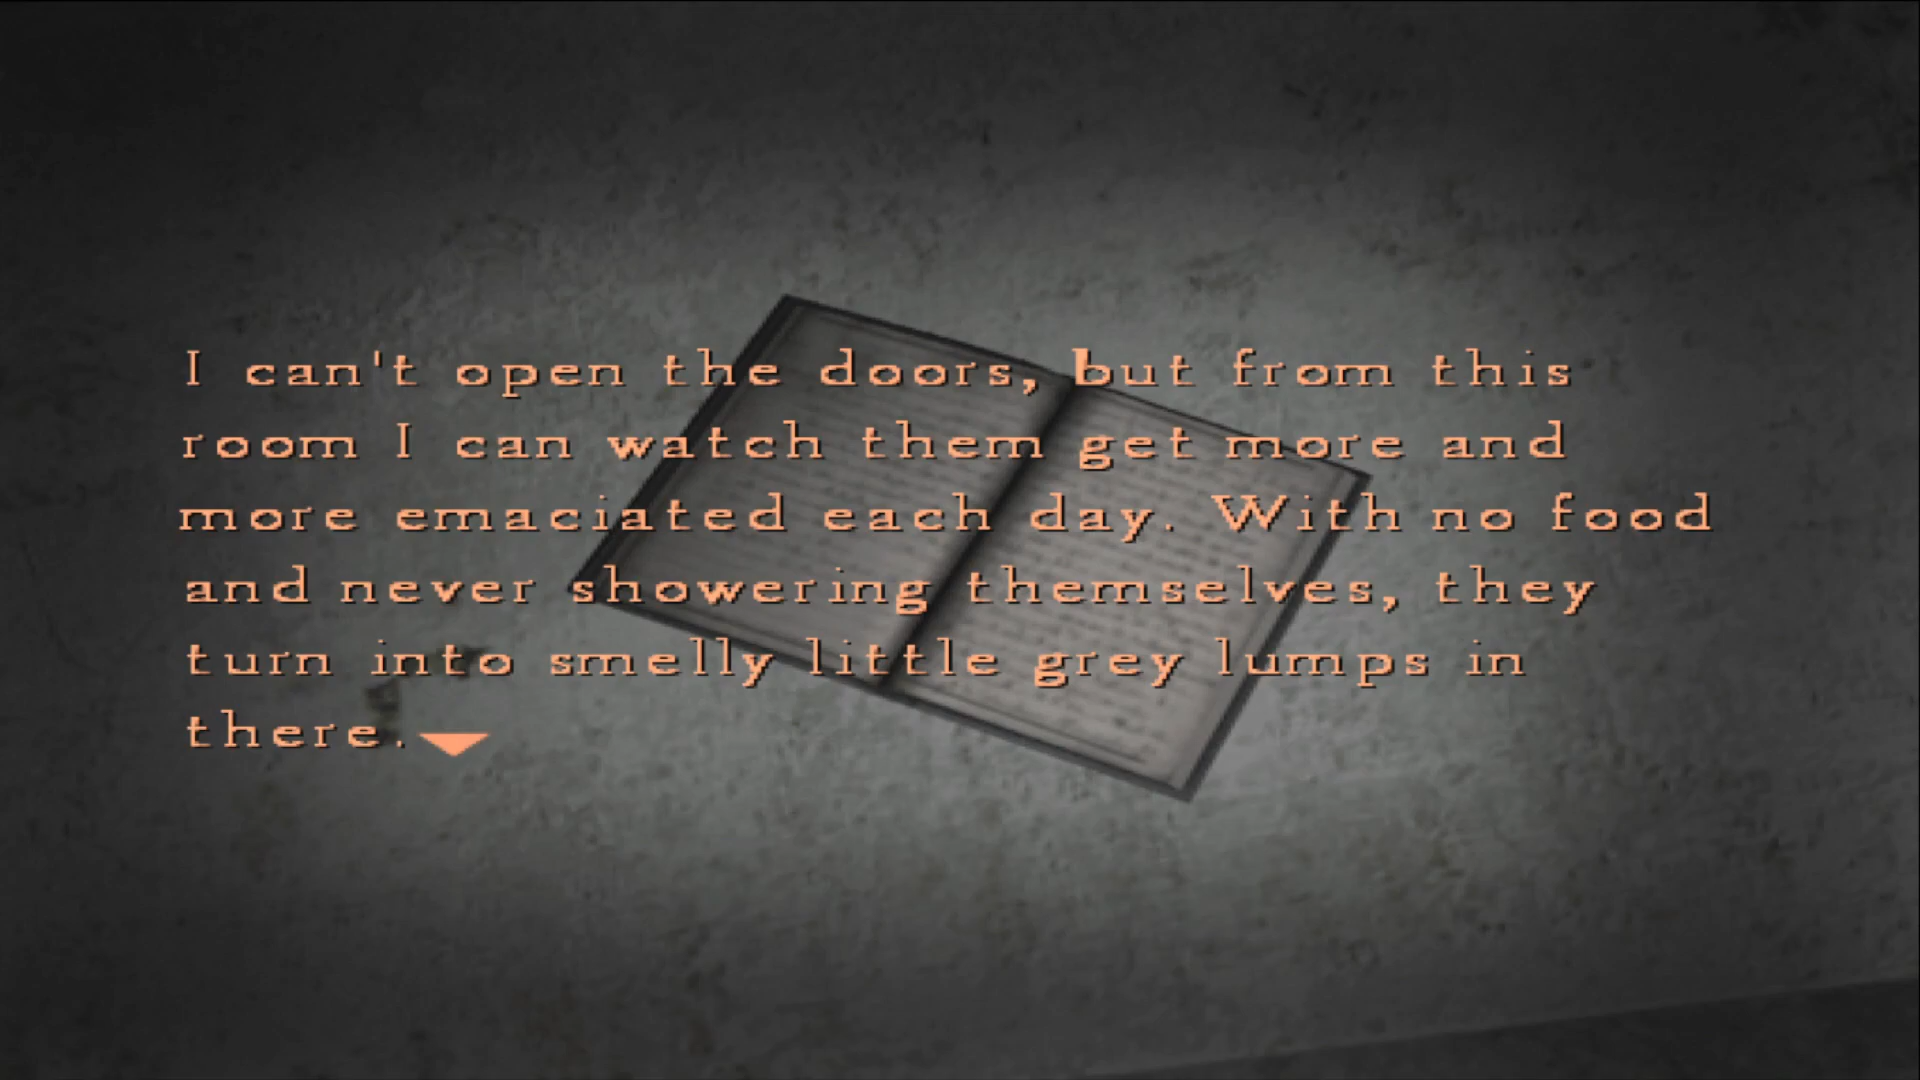 I can't open the doors, but from this
room I can watch them get more and
more emaciated each day. With no food
and never showering themselves, they
turn into smelly little grey lumps in
there.